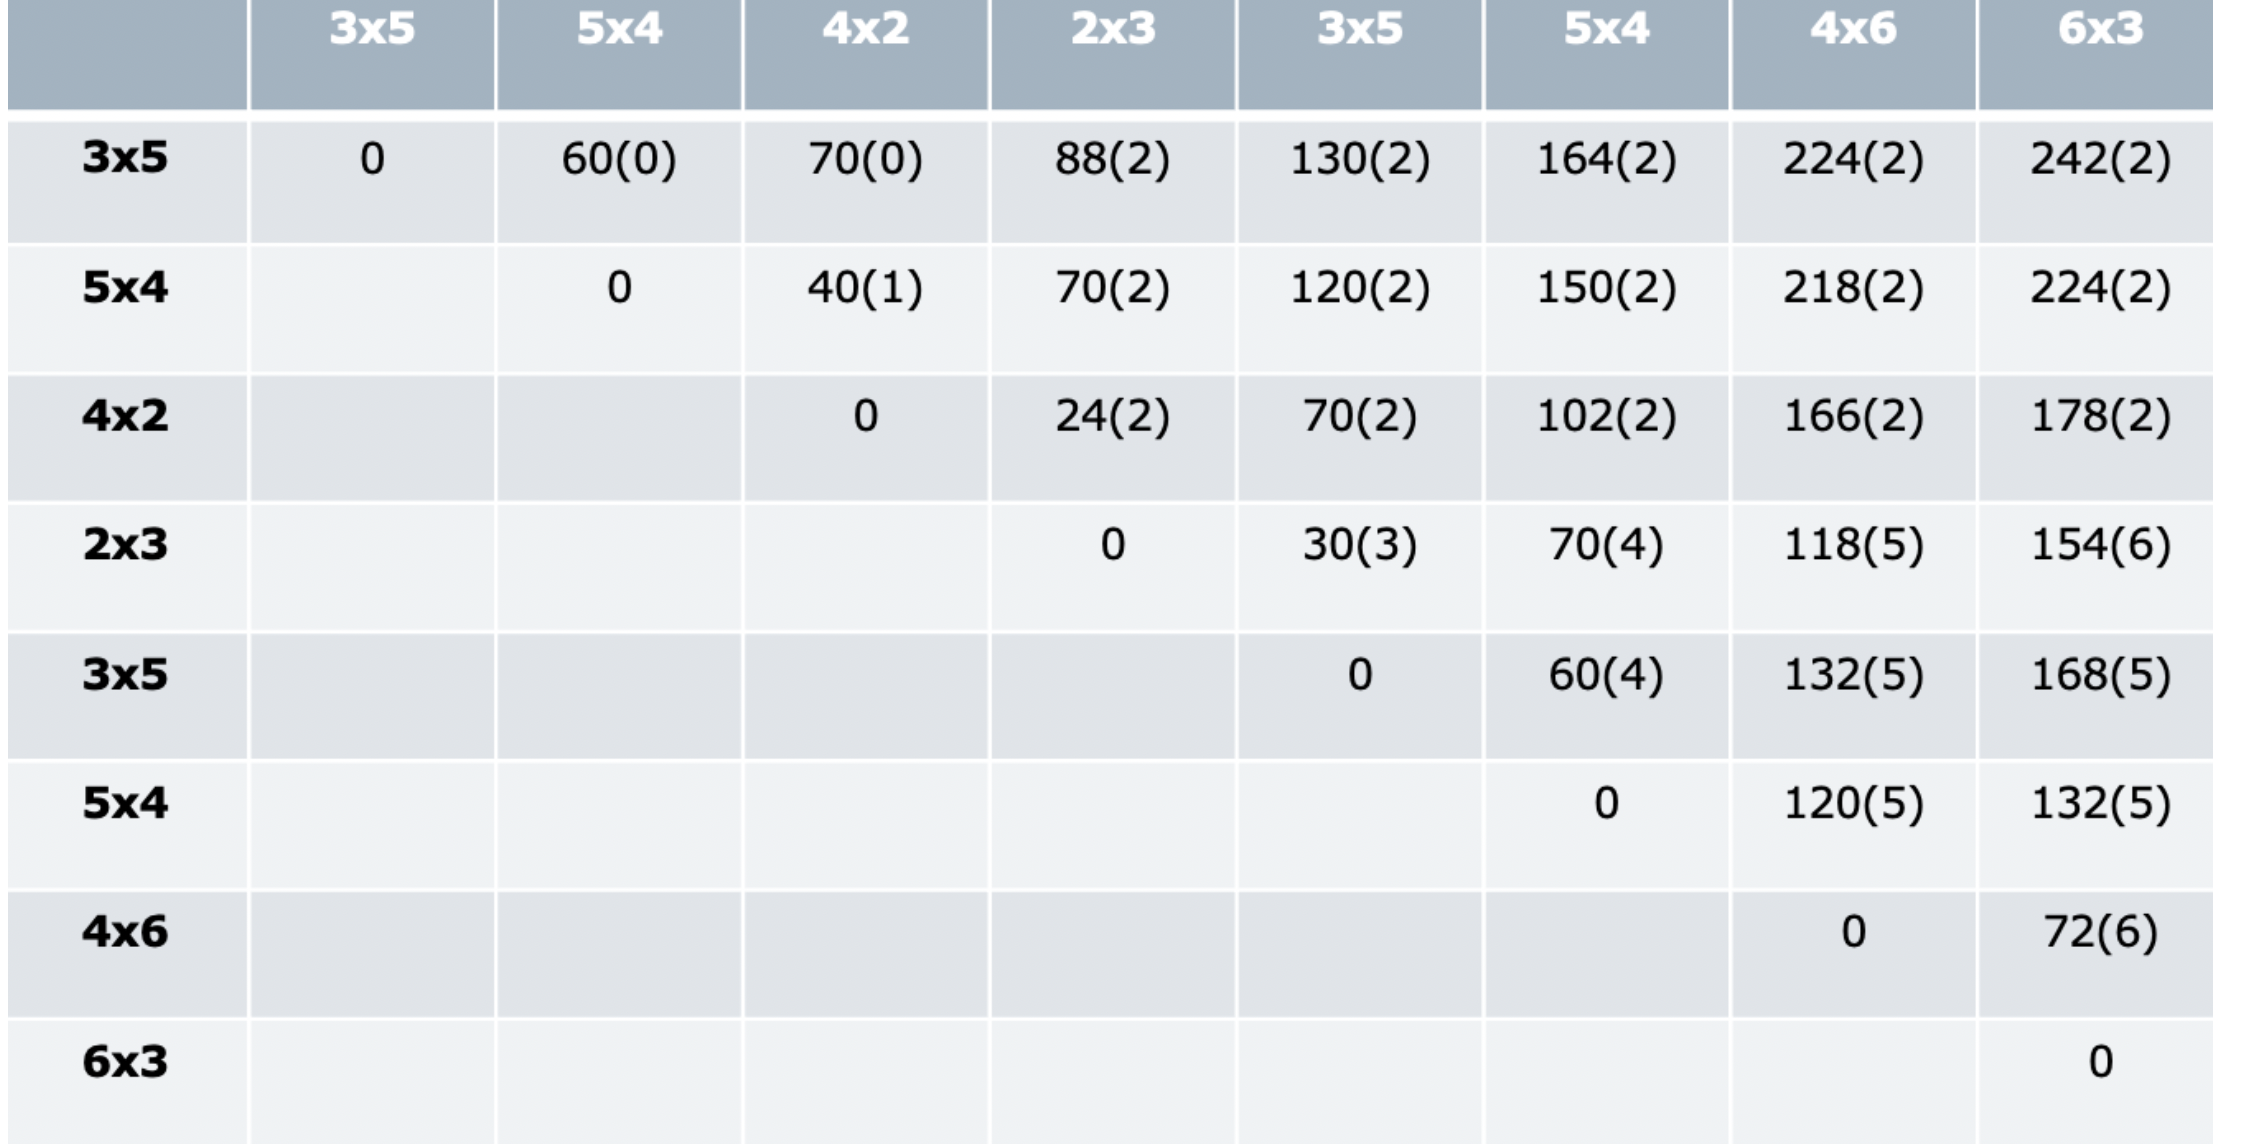 3x5 5x4 4x2 2x3 3x5 5x4 4x6 6x3
3x5 0 60(0) 70(0) 88(2) 130(2) 164(2) 224(2) 242(2)
5x4 0 40(1) 70(2) 120(2) 150(2) 218(2) 224(2)
4x2 0 24(2) 70(2) 102(2) 166(2) 178(2)
2x3 0 30(3) 70(4) 118(5) 154(6)
3x5 0 60(4) 132(5) 168(5)
5x4 0 120(5) 132(5)
4x6 0 72(6)
6x3 0